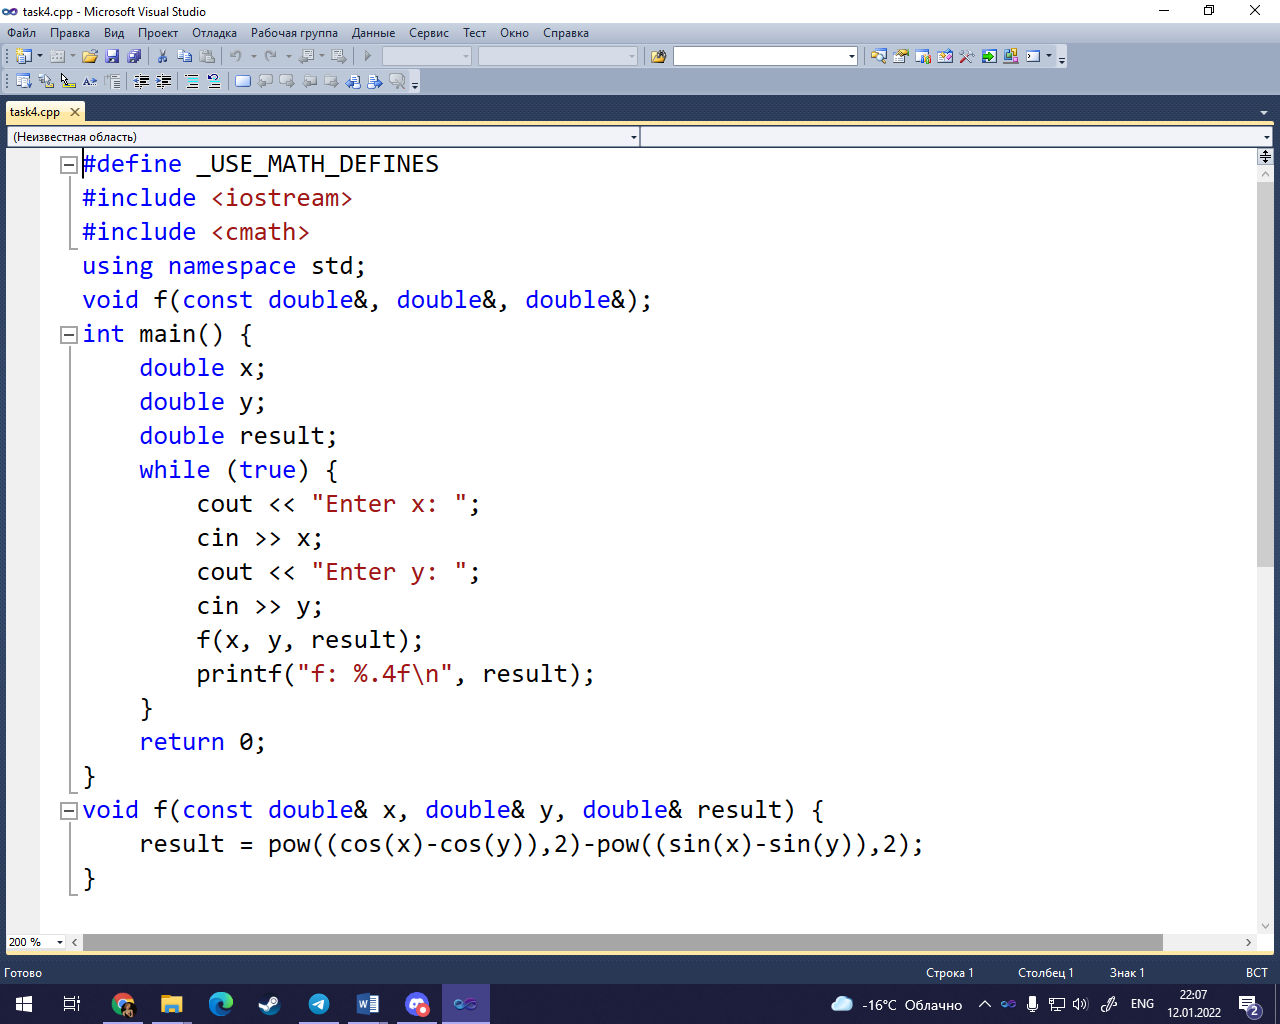 task4.cpp - Microsoft Visual Studio
Файл Правка Вид Проект Отладка Рабочая группа Данные Сервис Тест Окно Справка
task4.cpp
(Неизвестная область)
#define _USE_MATH_DEFINES
#include <iostream>
#include <cmath>
using namespace std;
void f(const double&, double&, double&);
int main() {
    double x;
    double y;
    double result;
    while (true) {
        cout << "Enter x: ";
        cin >> x;
        cout << "Enter y: ";
        cin >> y;
        f(x, y, result);
        printf("f: %.4f\n", result);
    }
    return 0;
}
void f(const double& x, double& y, double& result) {
    result = pow((cos(x)-cos(y)),2)-pow((sin(x)-sin(y)),2);
}
200 %
Готово Строка 1 Столбец 1 Знак 1 ВСТ
-16°C Облачно ENG 22:07
12.01.2022 2